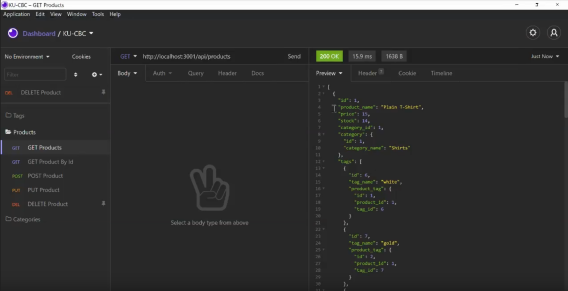 KU-CBC – GET Products
Application Edit View Window Tools Help
Dashboard / KU-CBC
No Environment Cookies
GET http://localhost:3001/api/products Send
200 OK 15.9 ms 1638 B Just Now
Filter
Body Auth Query Header Docs
Preview Header Cookie Timeline
DEL DELETE Product
Tags
Products
GET GET Products
GET GET Product By Id
POST POST Product
PUT PUT Product
DEL DELETE Product
Categories
Select a body type from above
1 [
2 {
3 "id": 1,
4 "product_name": "Plain T-Shirt",
5 "price": 15,
6 "stock": 14,
7 "category_id": 1,
8 "category": {
9 "id": 1,
10 "category_name": "Shirts"
11 },
12 "tags": [
13 {
14 "id": 6,
15 "tag_name": "white",
16 "product_tag": {
17 "id": 1,
18 "product_id": 1,
19 "tag_id": 6
20 }
21 },
22 {
23 "id": 7,
24 "tag_name": "gold",
25 "product_tag": {
26 "id": 2,
27 "product_id": 1,
28 "tag_id": 7
29 }
30 },